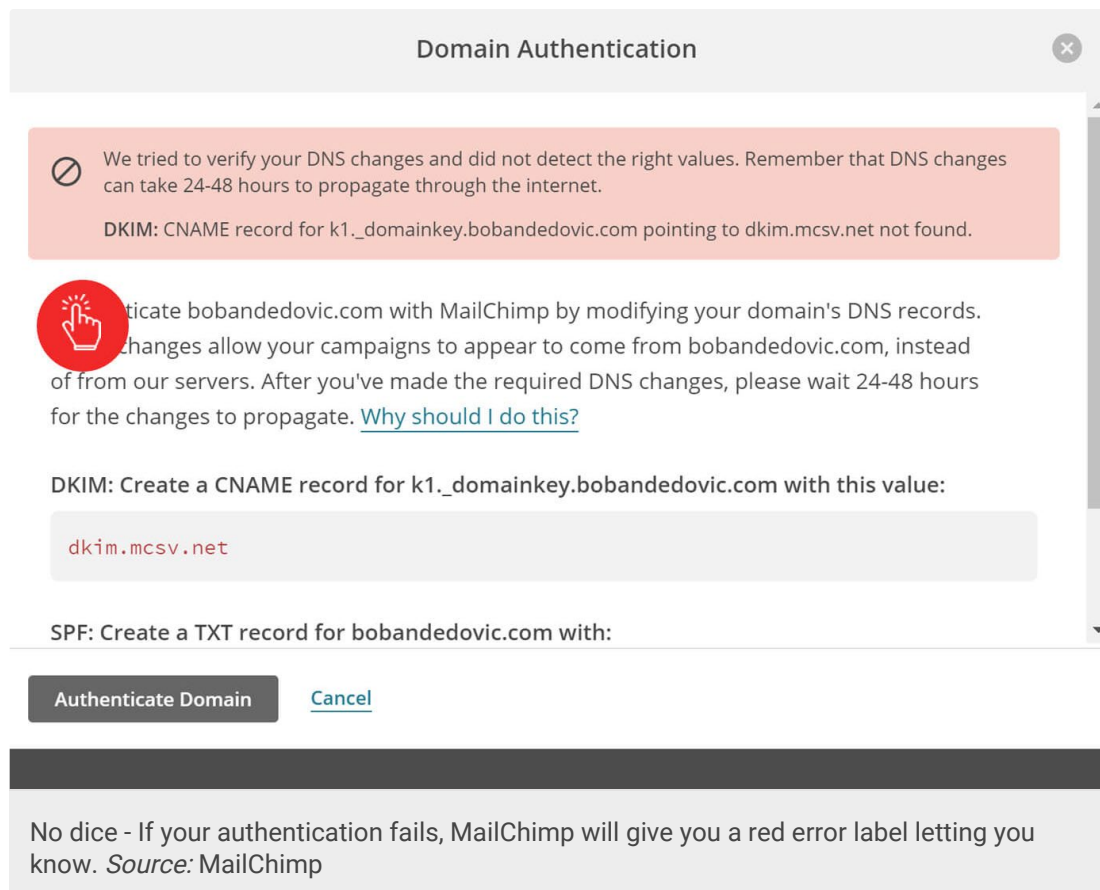 Domain Authentication
We tried to verify your DNS changes and did not detect the right values. Remember that DNS changes
can take 24-48 hours to propagate through the internet.
DKIM: CNAME record for k1._domainkey.bobandedovic.com pointing to dkim.mcsv.net not found.
ticate bobandedovic.com with MailChimp by modifying your domain's DNS records.
changes allow your campaigns to appear to come from bobandedovic.com, instead
of from our servers. After you've made the required DNS changes, please wait 24-48 hours
for the changes to propagate. Why should I do this?
DKIM: Create a CNAME record for k1._domainkey.bobandedovic.com with this value:
dkim.mcsv.net
SPF: Create a TXT record for bobandedovic.com with:
Authenticate Domain Cancel
No dice - If your authentication fails, MailChimp will give you a red error label letting you
know. Source: MailChimp